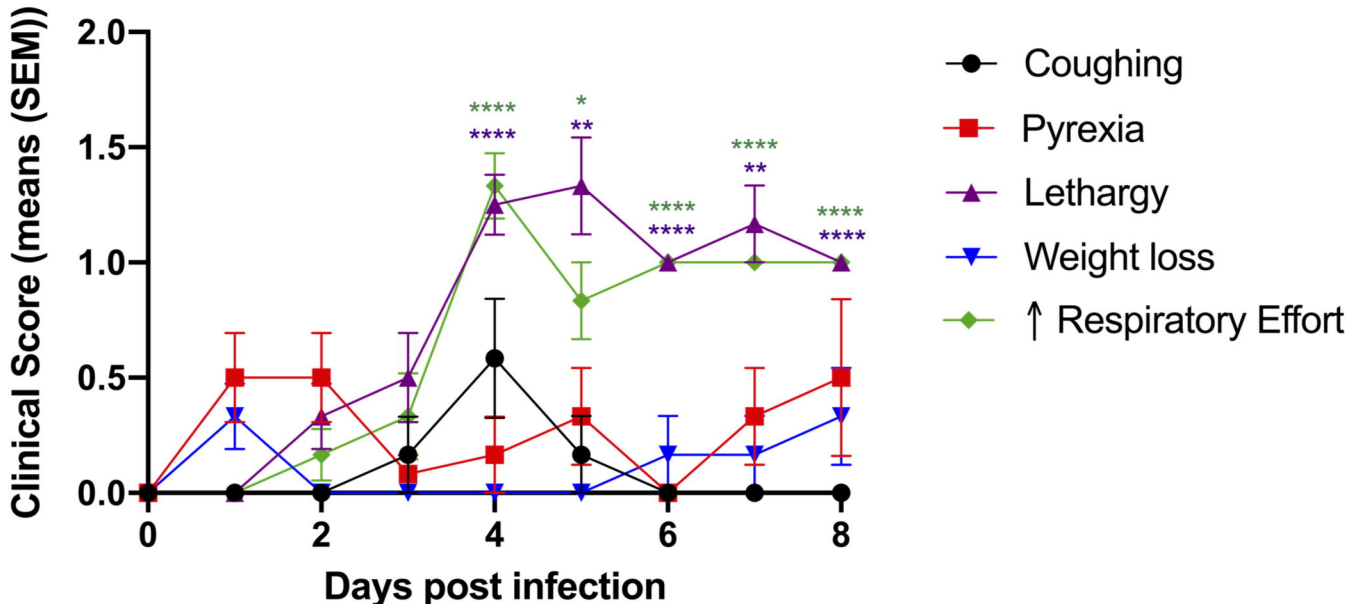 Clinical Score (means (SEM))
2.0
1.5
1.0
0.5
0.0
0 2 4 6 8
Days post infection
****
****
*
**
****
****
****
**
****
****
Coughing
Pyrexia
Lethargy
Weight loss
↑ Respiratory Effort